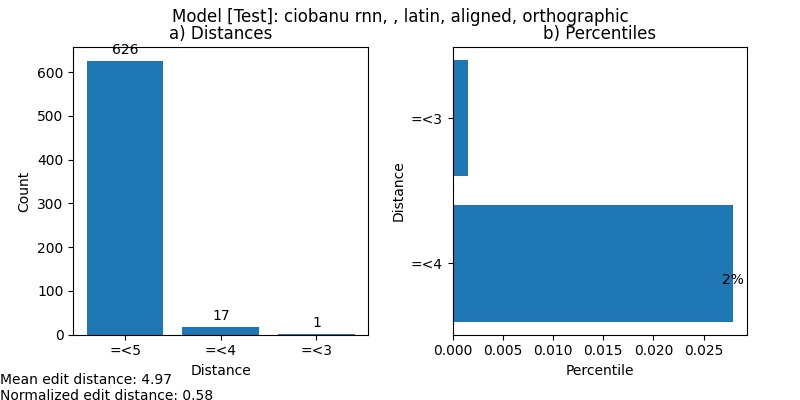 Model [Test]: ciobanu rnn, , latin, aligned, orthographic
a) Distances
626
600
500
400
300
200
100
0
17
1
Count
=<5 =<4 =<3
Distance
b) Percentiles
=<3
=<4
2%
Distance
0.000 0.005 0.010 0.015 0.020 0.025
Percentile
Mean edit distance: 4.97
Normalized edit distance: 0.58